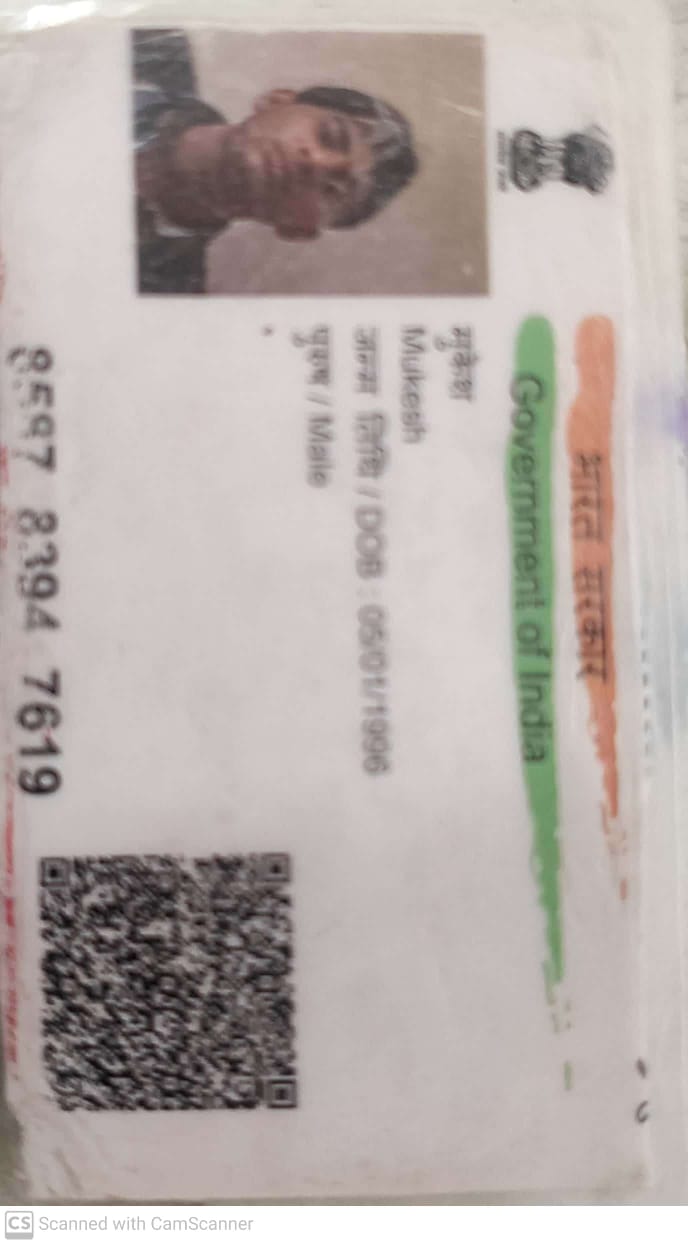 भारत सरकार
Government of India
मुकेश
Mukesh
जन्म तिथि / DOB : 05/01/1996
पुरुष / Male
8597 8394 7619
CS Scanned with CamScanner